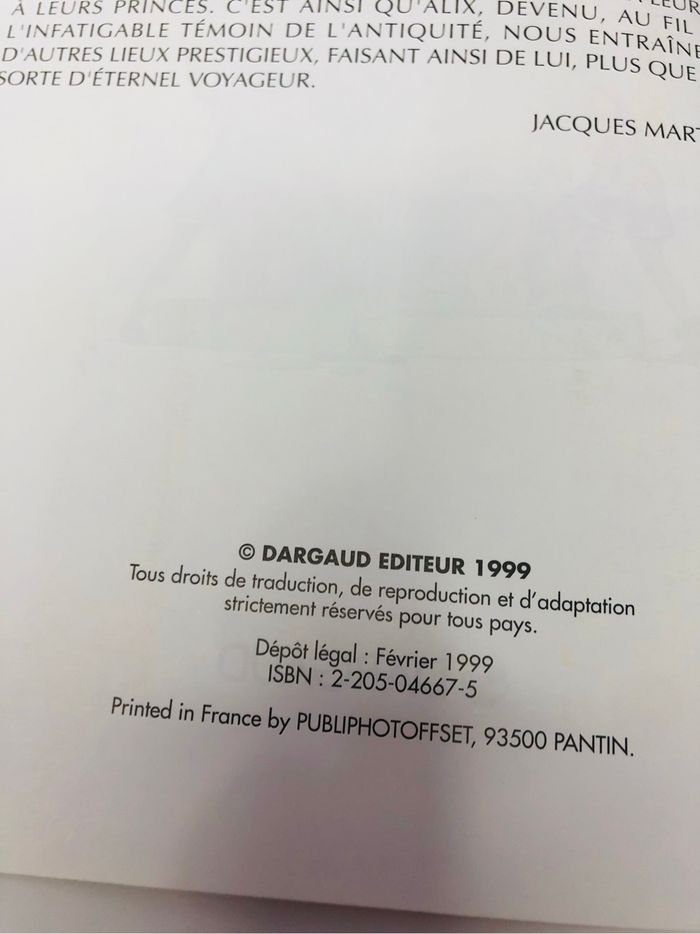 À LEURS PRINCES. C'EST AINSI QU'ALIX, DEVENU, AU FIL
L'INFATIGABLE TÉMOIN DE L'ANTIQUITÉ, NOUS ENTRAÎNE
D'AUTRES LIEUX PRESTIGIEUX, FAISANT AINSI DE LUI, PLUS QUE
SORTE D'ÉTERNEL VOYAGEUR.
JACQUES MART
© DARGAUD EDITEUR 1999
Tous droits de traduction, de reproduction et d'adaptation
strictement réservés pour tous pays.
Dépôt légal : Février 1999
ISBN : 2-205-04667-5
Printed in France by PUBLIPHOTOFFSET, 93500 PANTIN.